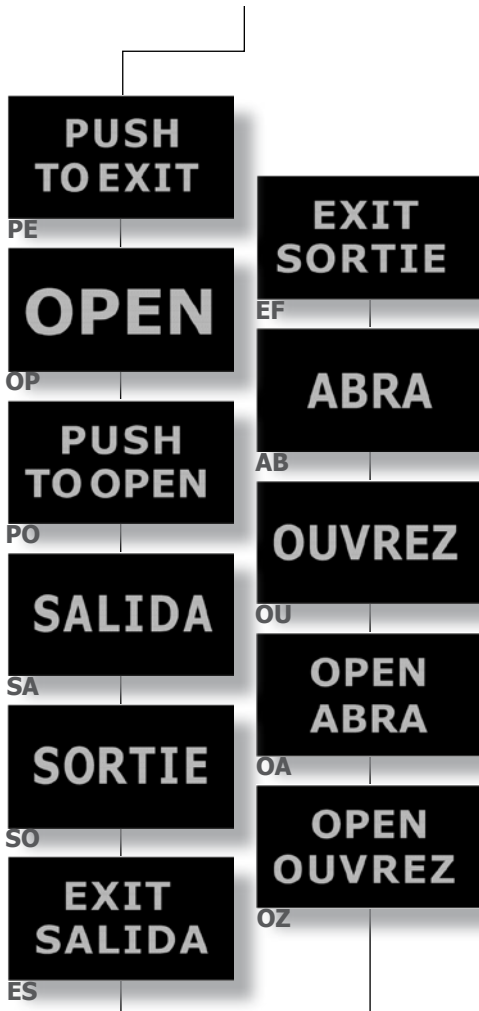 PUSH
TO EXIT
PE
OPEN
OP
PUSH
TO OPEN
PO
SALIDA
SA
SORTIE
SO
EXIT
SALIDA
ES
EXIT
SORTIE
EF
ABRA
AB
OUVREZ
OU
OPEN
ABRA
OA
OPEN
OUVREZ
OZ